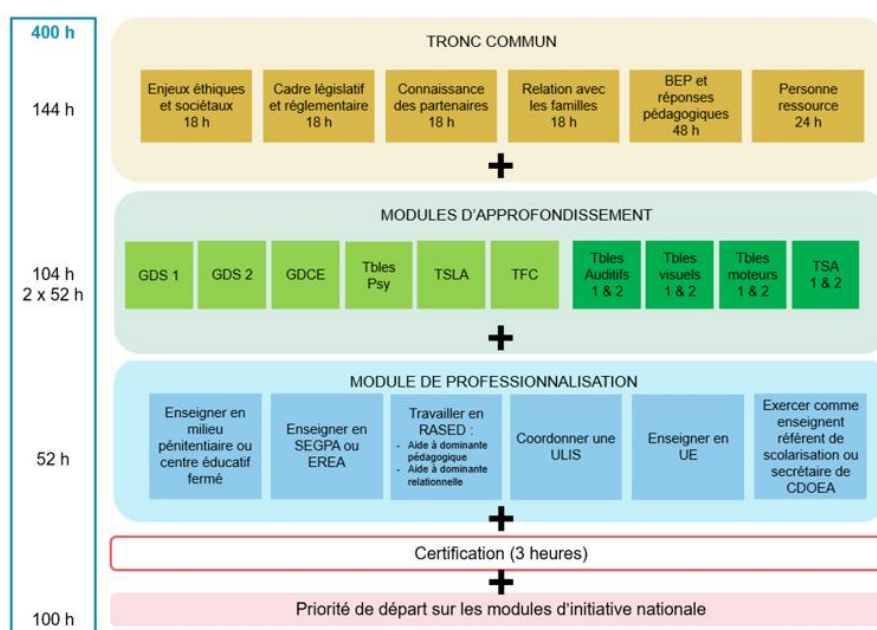 400 h
144 h
TRONC COMMUN
Enjeux éthiques
et sociétaux
18 h
Cadre législatif
et réglementaire
18 h
Connaissance
des partenaires
18 h
Relation avec
les familles
18 h
BEP et
réponses
pédagogiques
48 h
Personne
ressource
24 h
+
104 h
2 x 52 h
MODULES D'APPROFONDISSEMENT
GDS 1
GDS 2
GDCE
Tbles
Psy
TSLA
TFC
Tbles
Auditifs
1 & 2
Tbles
visuels
1 & 2
Tbles
moteurs
1 & 2
TSA
1 & 2
+
52 h
MODULE DE PROFESSIONNALISATION
Enseigner en
milieu
pénitentiaire ou
centre éducatif
fermé
Enseigner en
SEGPA ou
EREA
Travailler en
RASED :
- Aide à dominante
pédagogique
- Aide à dominante
relationnelle
Coordonner une
ULIS
Enseigner en
UE
Exercer comme
enseignent
référent de
scolarisation ou
secrétaire de
CDOEA
+
Certification (3 heures)
+
100 h
Priorité de départ sur les modules d'initiative nationale